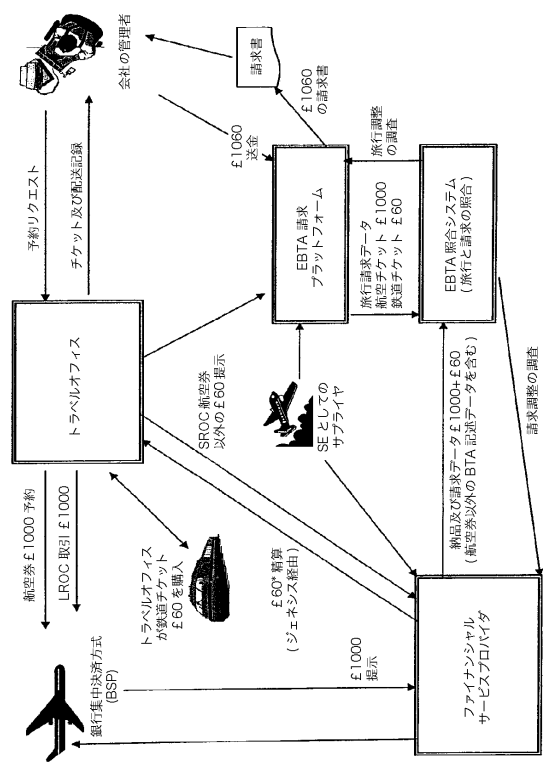 銀行集中決済方式
(BSP)
航空券 £1000 予約
LROC 取引 £1000
トラベルオフィス
予約リクエスト
チケット及び配送記録
会社の管理者
£1000
提示
トラベルオフィス
が鉄道チケット
£60 を購入
£60* 精算
(ジェネシス経由)
SROC 航空券
以外の £60 提示
SE としての
サプライヤ
£1060
送金
請求書
£1060
の請求書
EBTA 請求
プラットフォーム
旅行請求データ
航空チケット £1000
鉄道チケット £60
旅行調整
の調査
EBTA 照合システム
(旅行と請求の照合)
納品及び請求データ £1000+£60
(航空券以外の BTA 記述データを含む)
請求調整の調査
ファイナンシャル
サービスプロバイダ